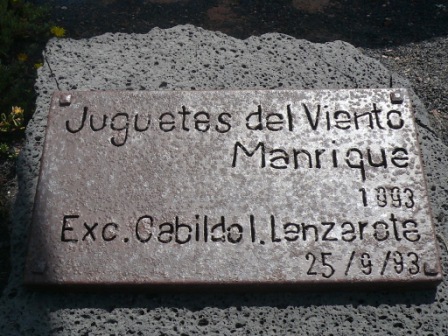 Juguetes del Viento
Manrique
1993
Exc. Cabildo I. Lanzarote
25/9/93